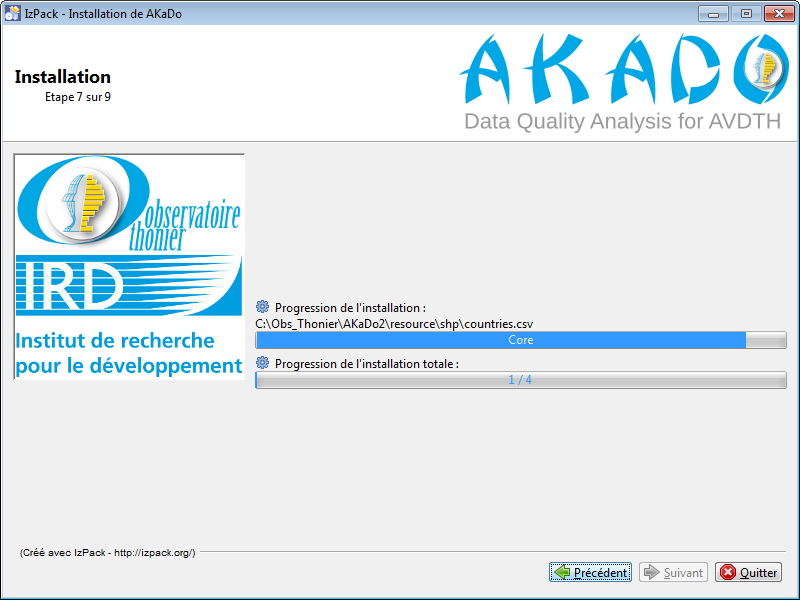 IzPack - Installation de AKaDo
Installation
Etape 7 sur 9
AKADO
Data Quality Analysis for AVDTH
Observatoire
thonier
IRD
Institut de recherche
pour le développement
Progression de l'installation :
C:\Obs_Thonier\AKaDo2\resource\shp\countries.csv
Core
Progression de l'installation totale :
1 / 4
(Créé avec IzPack - http://izpack.org/)
Précédent
Suivant
Quitter